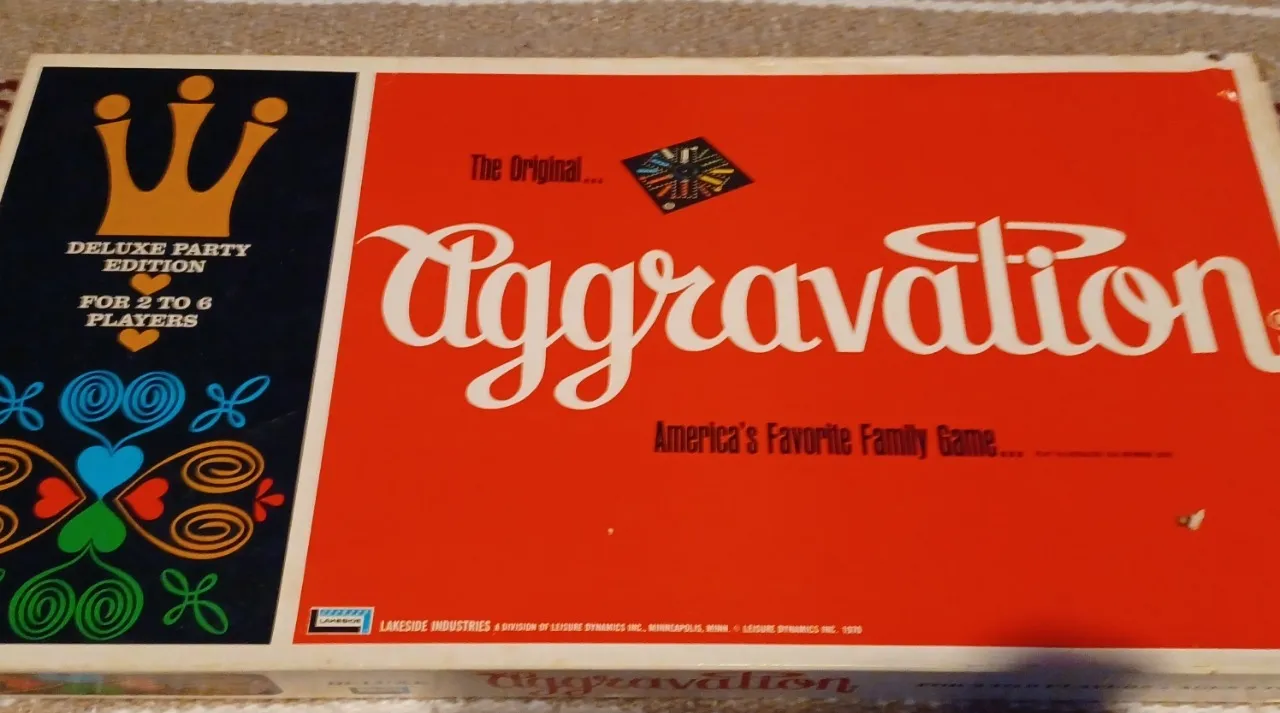 DELUXE PARTY
EDITION
FOR 2 TO 6
PLAYERS
The Original...
aggravation
America's Favorite Family Game...
LAKESIDE
LAKESIDE INDUSTRIES A DIVISION OF LEISURE DYNAMICS INC., MINNEAPOLIS, MINN. © LEISURE DYNAMICS INC. 1970
DELUXE
aggravation